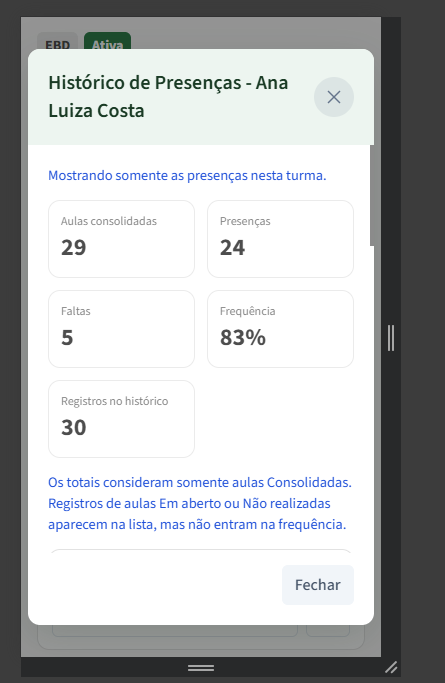 EBD Ativa
Histórico de Presenças - Ana
Luiza Costa
Mostrando somente as presenças nesta turma.
Aulas consolidadas
29
Presenças
24
Faltas
5
Frequência
83%
Registros no histórico
30
Os totais consideram somente aulas Consolidadas.
Registros de aulas Em aberto ou Não realizadas
aparecem na lista, mas não entram na frequência.
Fechar